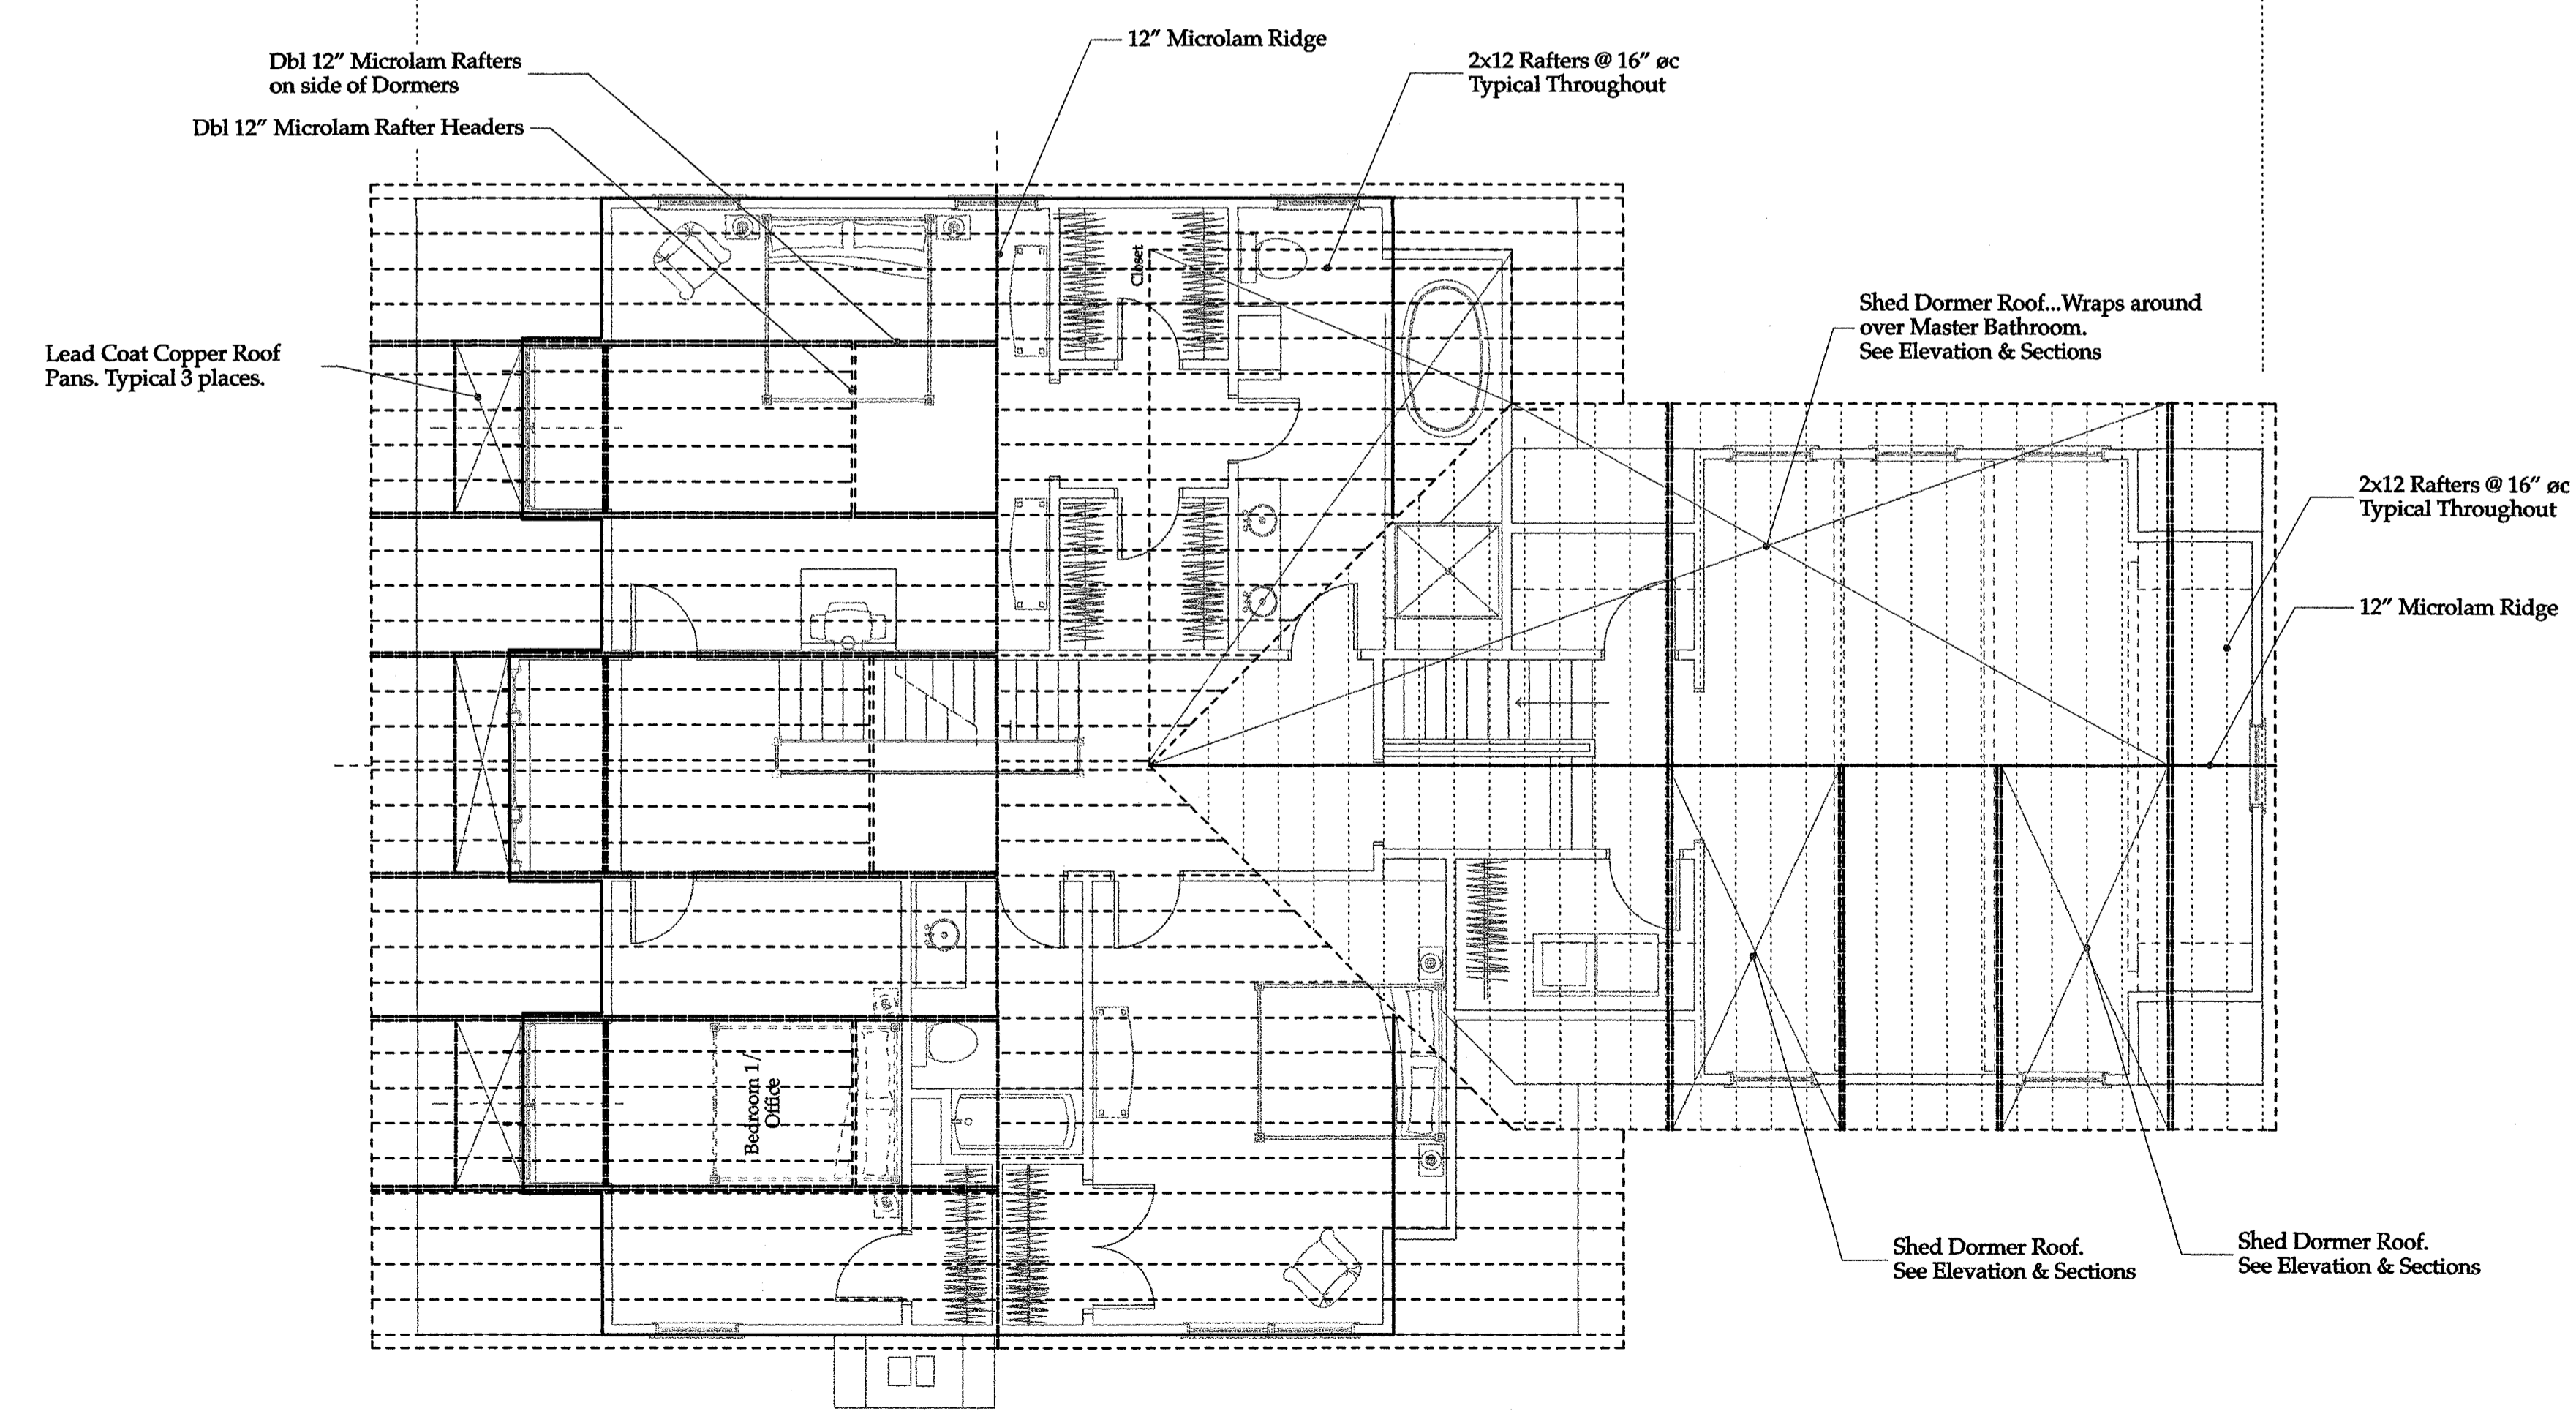 12″ Microlam Ridge
Dbl 12″ Microlam Rafters
on side of Dormers
2x12 Rafters @ 16″ øc
Typical Throughout
Dbl 12″ Microlam Rafter Headers
Closet
Shed Dormer Roof...Wraps around
over Master Bathroom.
See Elevation & Sections
Lead Coat Copper Roof
Pans. Typical 3 places.
2x12 Rafters @ 16″ øc
Typical Throughout
12″ Microlam Ridge
Bedroom 1/
Office
Shed Dormer Roof.
See Elevation & Sections
Shed Dormer Roof.
See Elevation & Sections